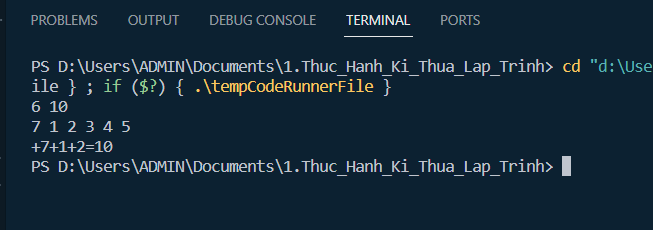 PROBLEMS OUTPUT DEBUG CONSOLE TERMINAL PORTS
PS D:\Users\ADMIN\Documents\1.Thuc_Hanh_Ki_Thua_Lap_Trinh> cd "d:\Use
ile } ; if ($?) { .\tempCodeRunnerFile }
6 10
7 1 2 3 4 5
+7+1+2=10
PS D:\Users\ADMIN\Documents\1.Thuc_Hanh_Ki_Thua_Lap_Trinh>